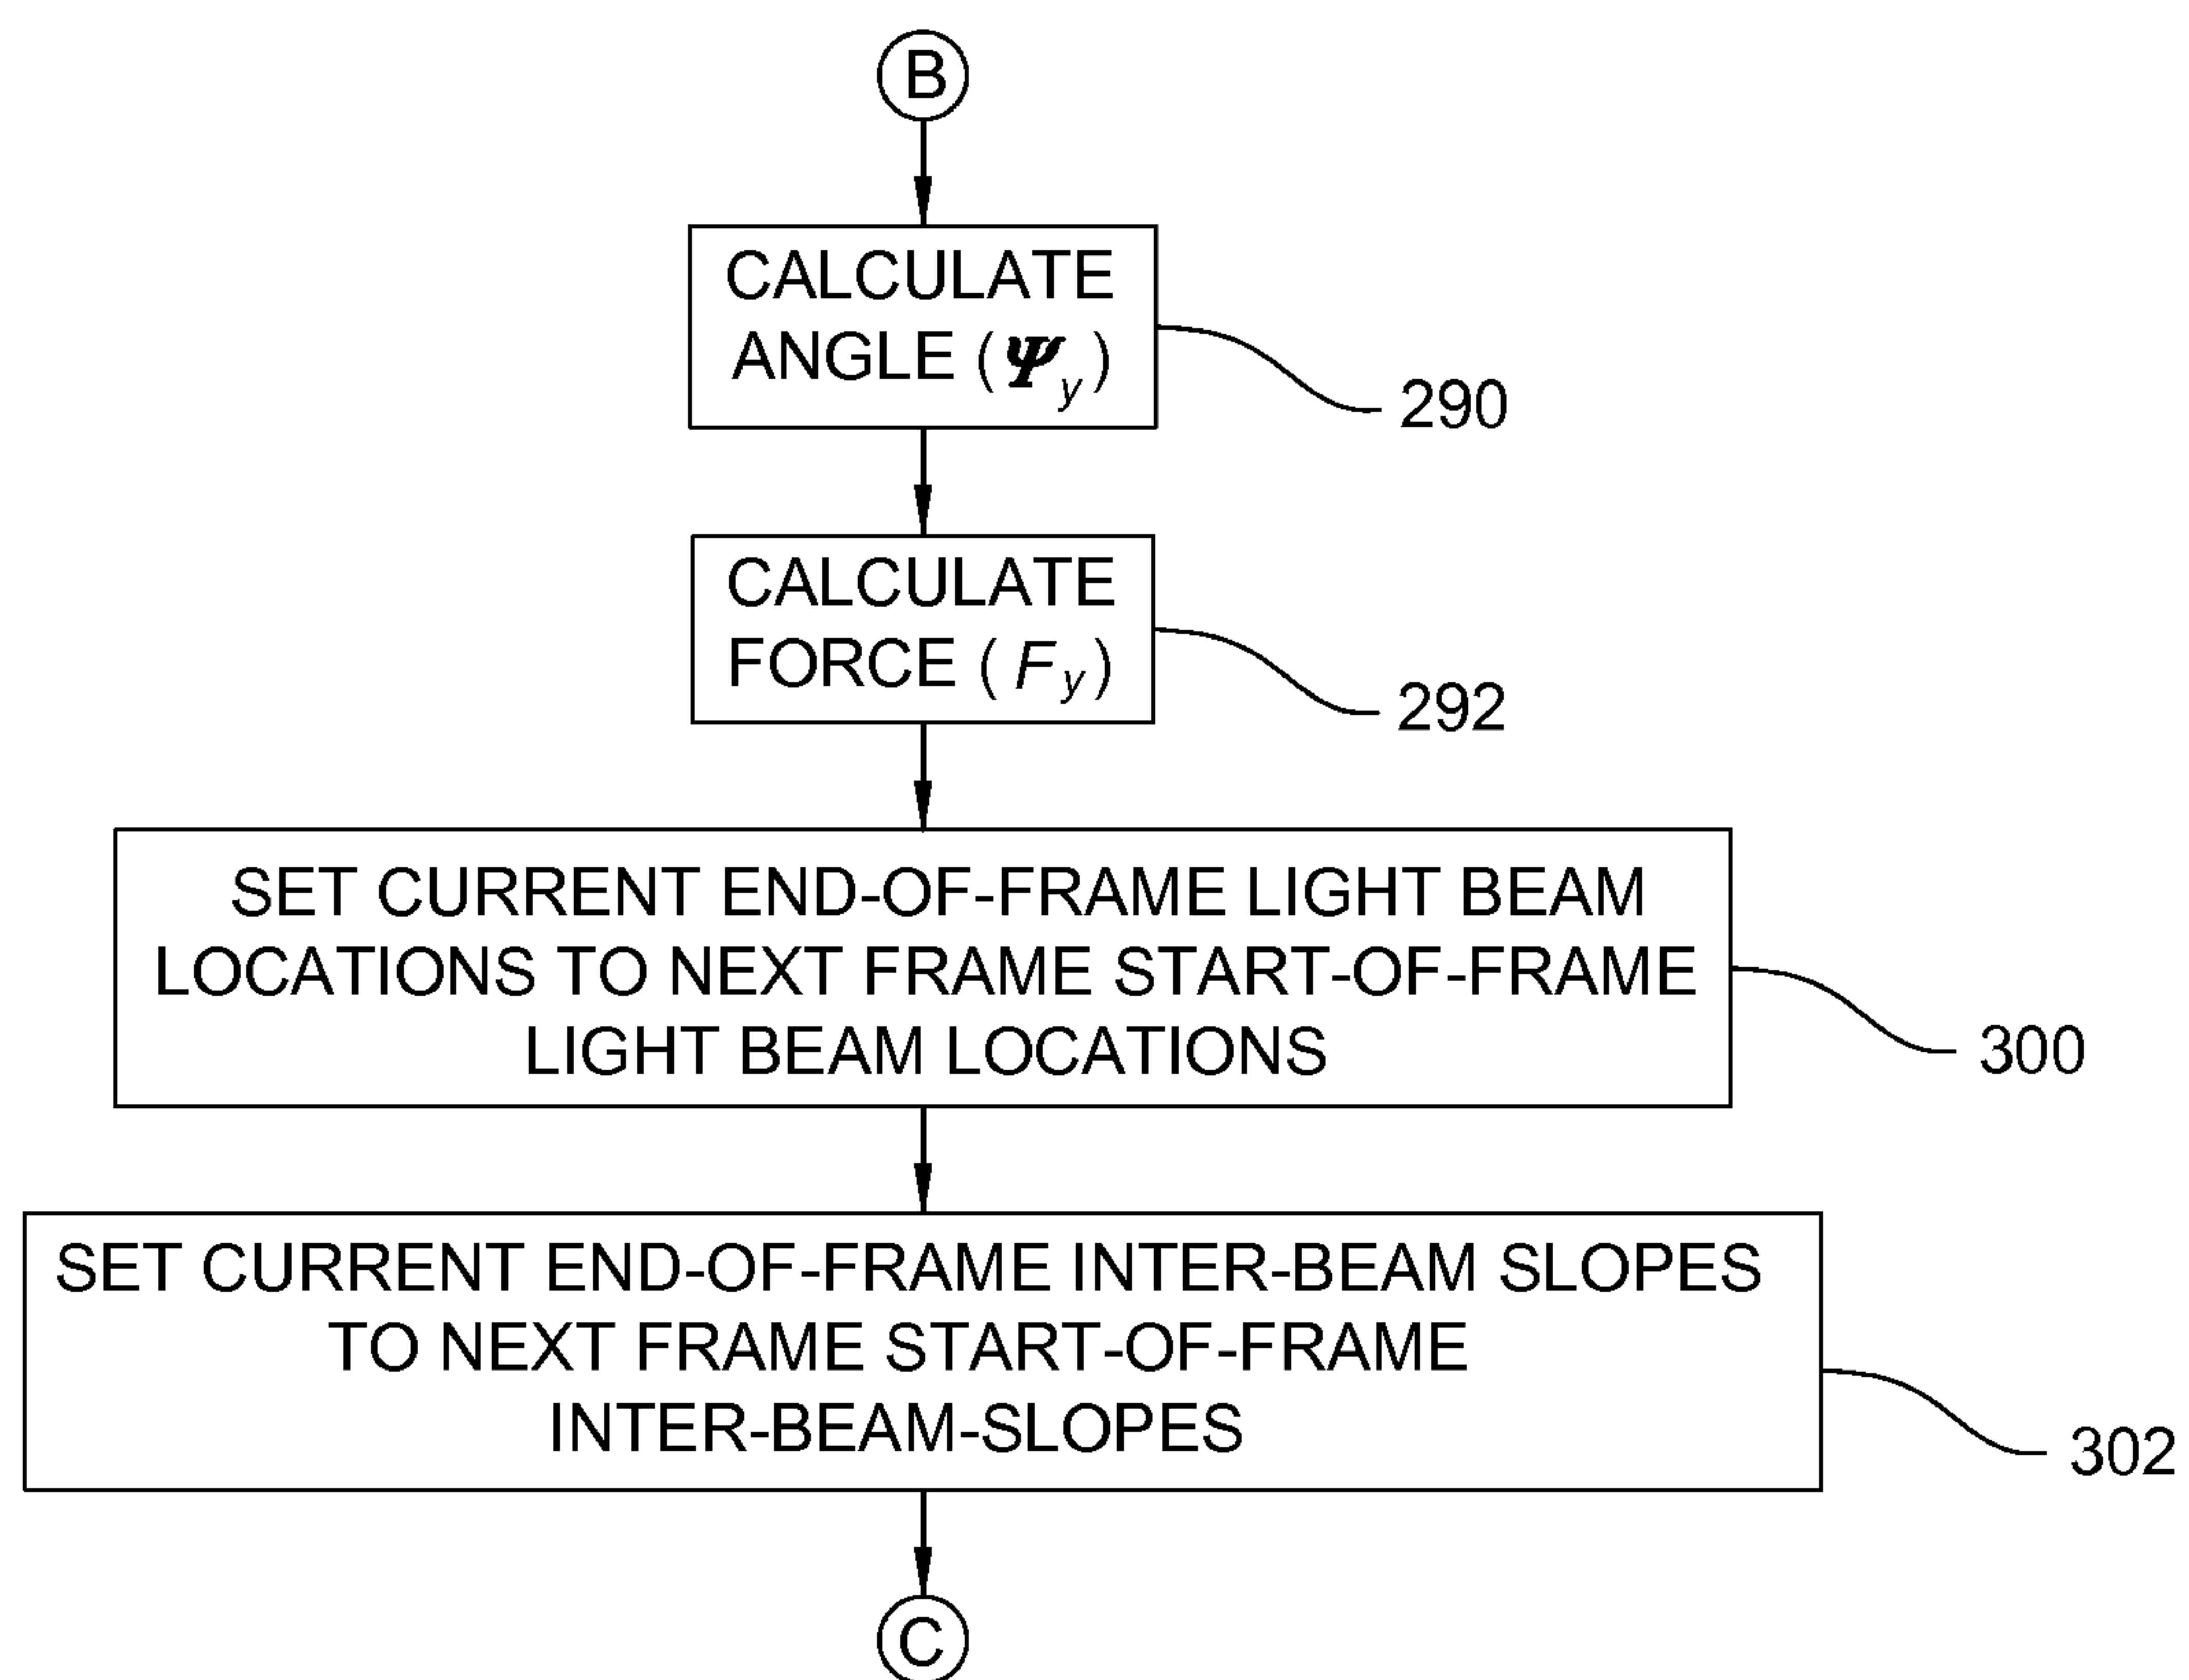 B
CALCULATE
ANGLE (Ψy)
290
CALCULATE
FORCE (Fy)
292
SET CURRENT END-OF-FRAME LIGHT BEAM
LOCATIONS TO NEXT FRAME START-OF-FRAME
LIGHT BEAM LOCATIONS
300
SET CURRENT END-OF-FRAME INTER-BEAM SLOPES
TO NEXT FRAME START-OF-FRAME
INTER-BEAM-SLOPES
302
C